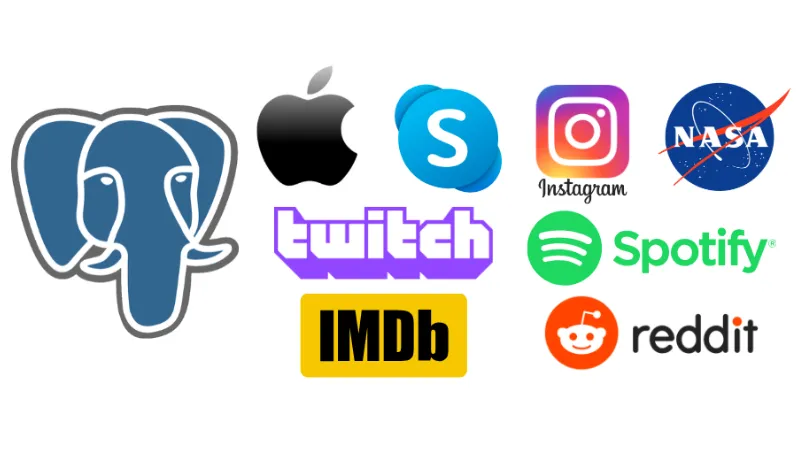 S
Instagram
NASA
twitch
Spotify®
IMDb
reddit